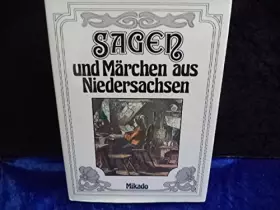 SAGEN
und Märchen aus
Niedersachsen
Mikado